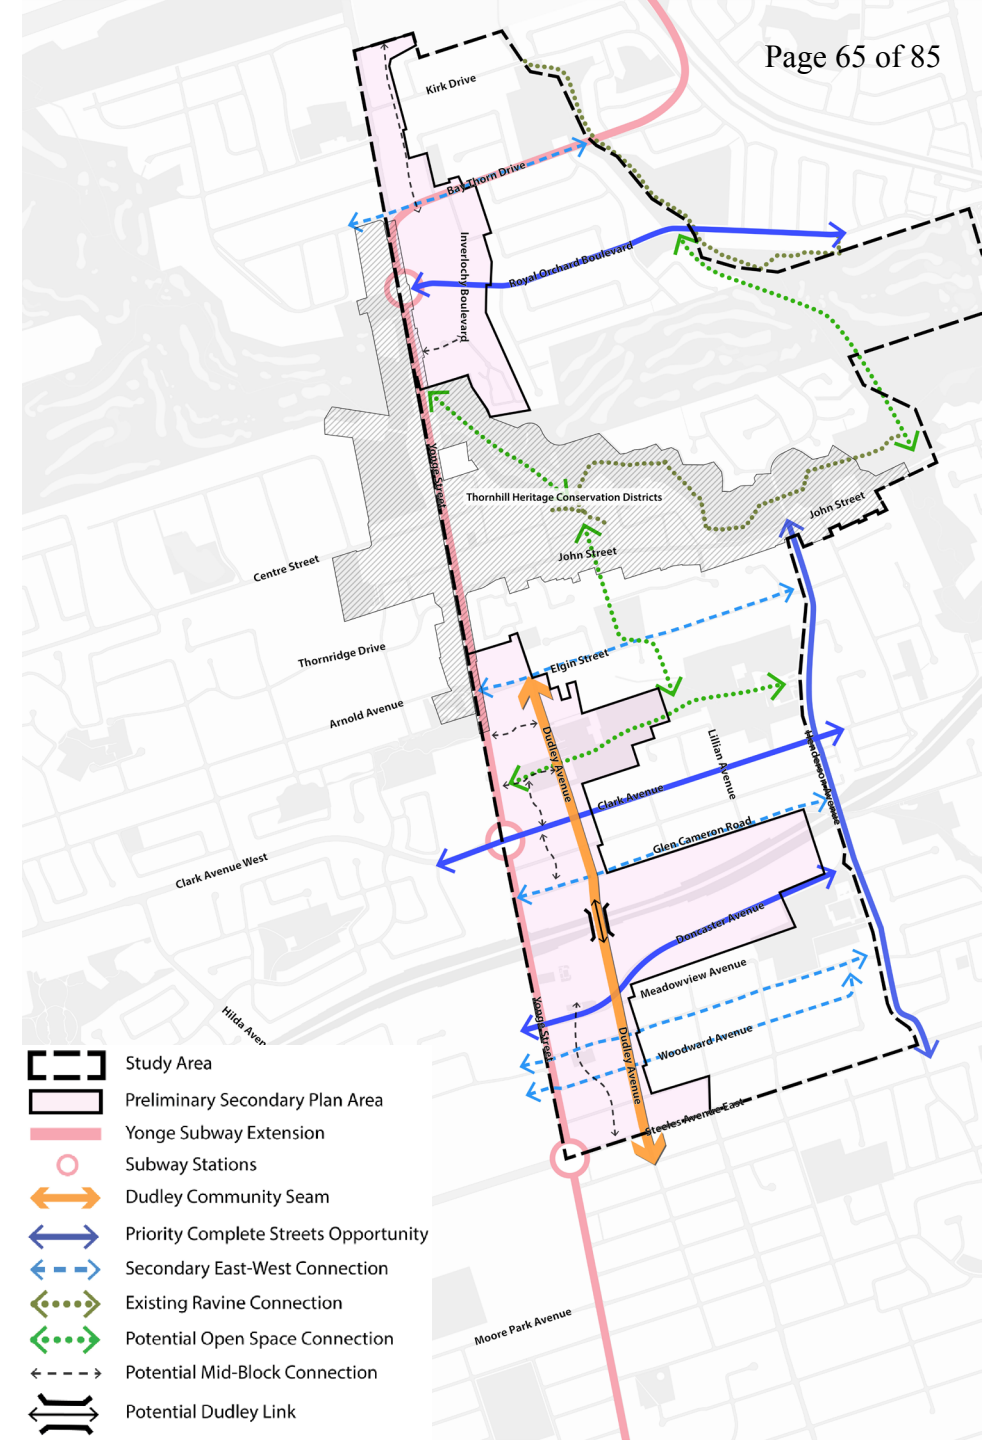 Page 65 of 85
Kirk Drive
Bay Thorn Drive
Inverlochy Boulevard
Royal Orchard Boulevard
Yonge Street
Thornhill Heritage Conservation Districts
John Street
John Street
Centre Street
Thornridge Drive
Elgin Street
Arnold Avenue
Dudley Avenue
Lillian Avenue
Henderson Avenue
Clark Avenue
Glen Cameron Road
Clark Avenue West
Doncaster Avenue
Meadowview Avenue
Yonge Street
Hilda Aven
Woodward Avenue
Dudley Avenue
Steeles Avenue East
Moore Park Avenue
Study Area
Preliminary Secondary Plan Area
Yonge Subway Extension
Subway Stations
Dudley Community Seam
Priority Complete Streets Opportunity
Secondary East-West Connection
Existing Ravine Connection
Potential Open Space Connection
Potential Mid-Block Connection
Potential Dudley Link